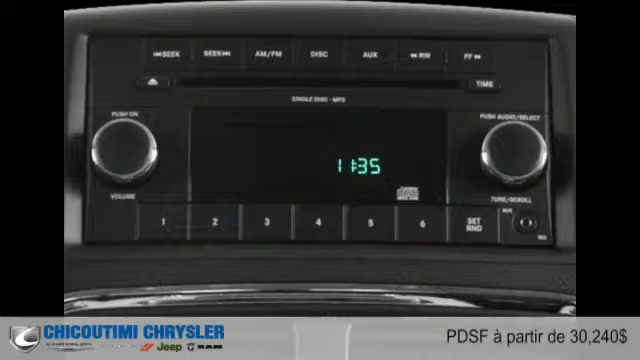 SEEK SEEK AM/FM DISC AUX RW FF
TIME
SINGLE DISC · MP3
PUSH ON
PUSH AUDIO/SELECT
11:35
VOLUME
TUNE/SCROLL
1 2 3 4 5 6 SET RND AUX
CHICOUTIMI CHRYSLER
Jeep RAM
PDSF à partir de 30,240$